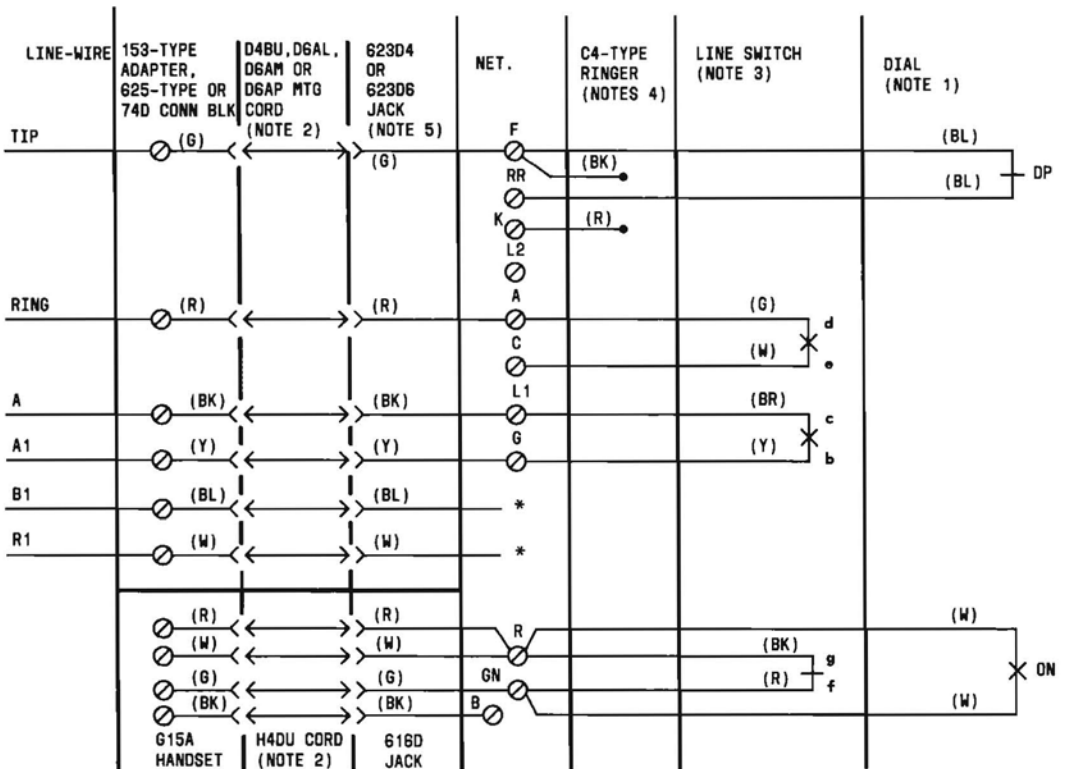 LINE-WIRE
153-TYPE
ADAPTER,
625-TYPE OR
74D CONN BLK
D4BU, D6AL,
D6AM OR
D6AP MTG
CORD
(NOTE 2)
623D4
OR
623D6
JACK
(NOTE 5)
NET.
C4-TYPE
RINGER
(NOTES 4)
LINE SWITCH
(NOTE 3)
DIAL
(NOTE 1)
TIP (G) (G) F (BK) (BL)
RR (BL) DP
K (R)
L2
RING (R) (R) A (G) d
C (W) e
A (BK) (BK) L1 (BR) c
A1 (Y) (Y) G (Y) b
B1 (BL) (BL) *
R1 (W) (W) *
(R) (R) R (W)
(W) (W) (BK) g
(G) (G) GN (R) f ON
(BK) (BK) B (W)
G15A
HANDSET
H4DU CORD
(NOTE 2)
616D
JACK